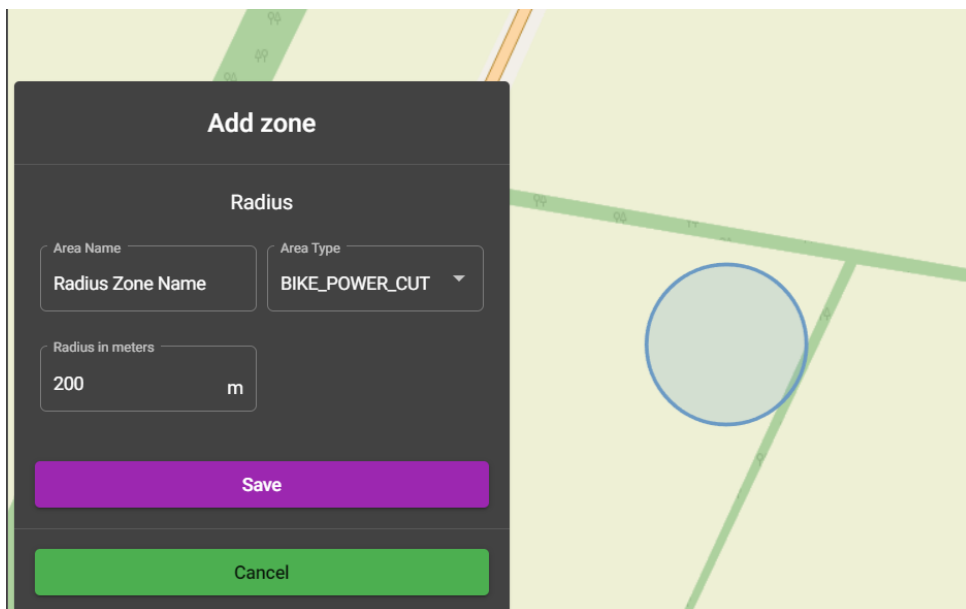 Add zone
Radius
Area Name
Radius Zone Name
Area Type
BIKE_POWER_CUT
Radius in meters
200 m
Save
Cancel